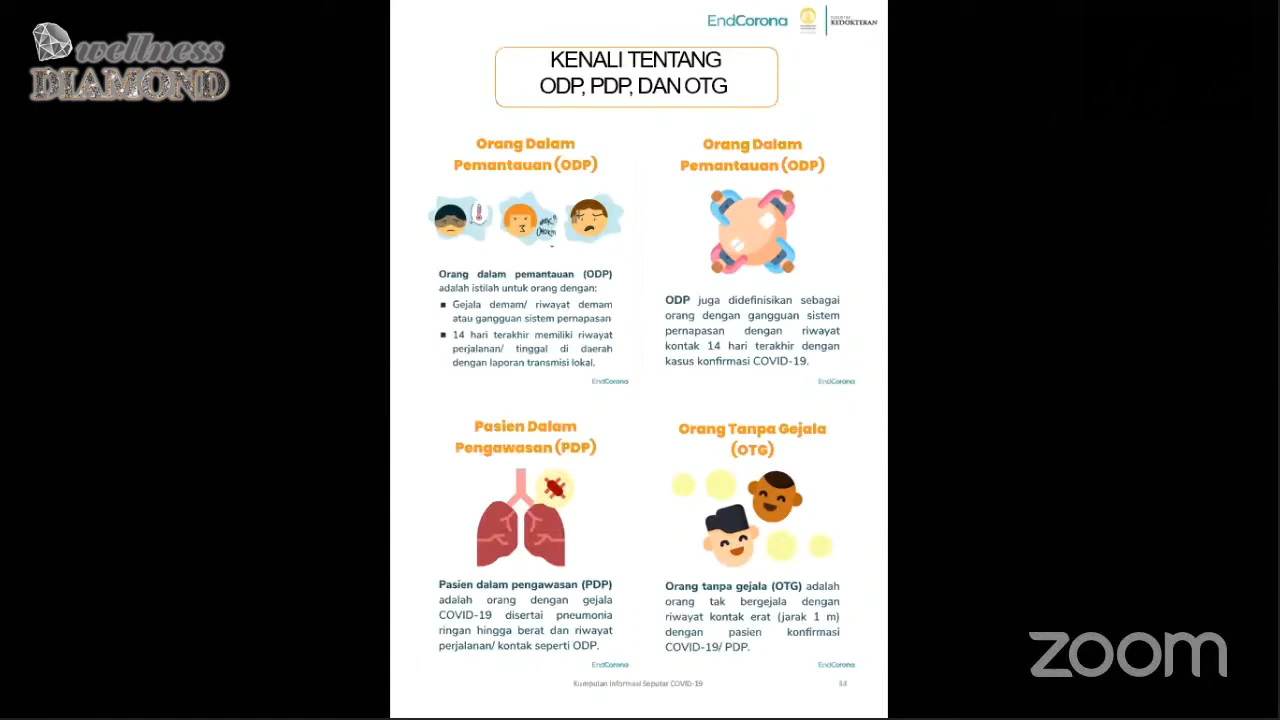 wellness
DIAMOND
EndCorona
KEDOKTERAN
KENALI TENTANG
ODP, PDP, DAN OTG
Orang Dalam
Pemantauan (ODP)
Orang dalam pemantauan (ODP)
adalah istilah untuk orang dengan:
■ Gejala demam/ riwayat demam
atau gangguan sistem pernapasan
■ 14 hari terakhir memiliki riwayat
perjalanan/ tinggal di daerah
dengan laporan transmisi lokal.
EndCorona
Orang Dalam
Pemantauan (ODP)
ODP juga didefinisikan sebagai
orang dengan gangguan sistem
pernapasan dengan riwayat
kontak 14 hari terakhir dengan
kasus konfirmasi COVID-19.
EndCorona
Pasien Dalam
Pengawasan (PDP)
Pasien dalam pengawasan (PDP)
adalah orang dengan gejala
COVID-19 disertai pneumonia
ringan hingga berat dan riwayat
perjalanan/ kontak seperti ODP.
EndCorona
Orang Tanpa Gejala
(OTG)
Orang tanpa gejala (OTG) adalah
orang tak bergejala dengan
riwayat kontak erat (jarak 1 m)
dengan pasien konfirmasi
COVID-19/ PDP.
EndCorona
Kumpulan Informasi Seputar COVID-19
zoom